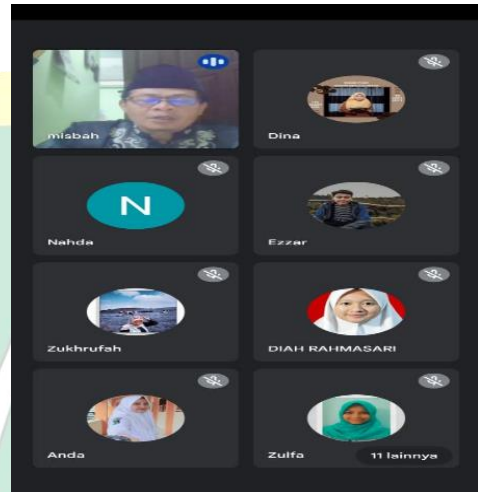 misbah
Dina
N
Nahda
Ezzar
Zukhrufah
DIAH RAHMASARI
Anda
Zulfa
11 lainnya